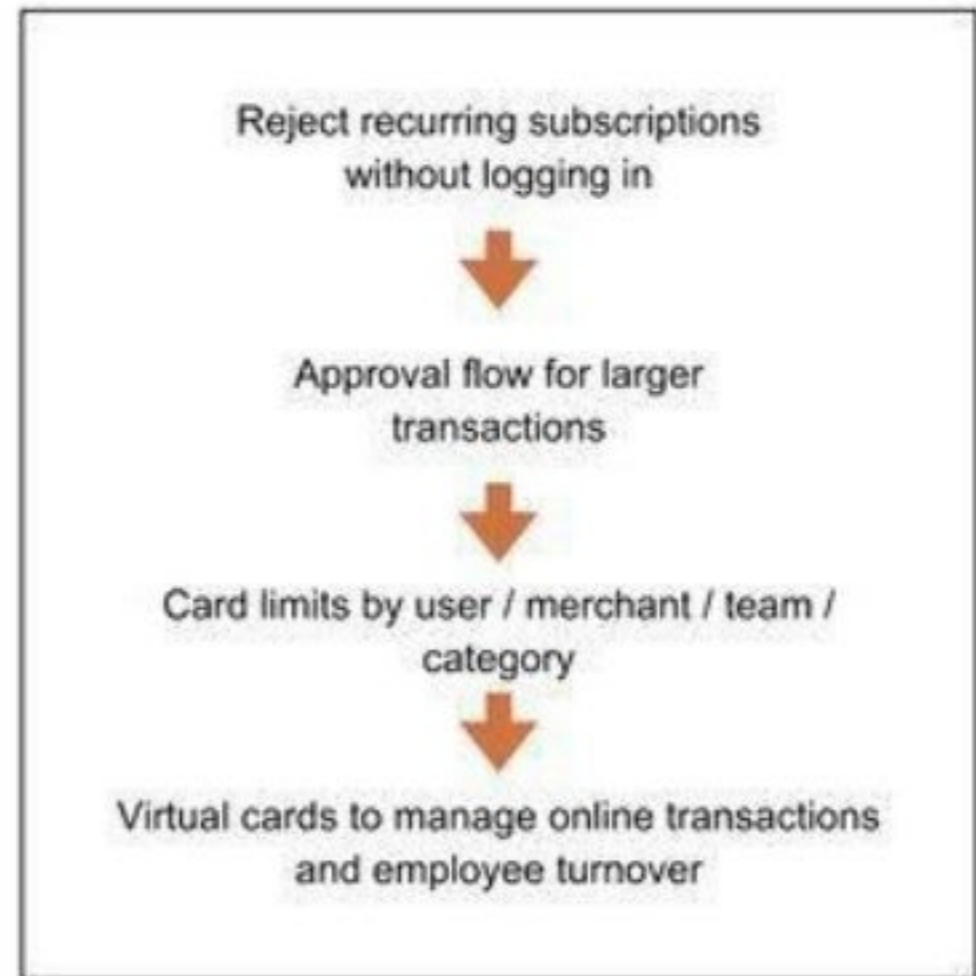 Reject recurring subscriptions
without logging in
Approval flow for larger
transactions
Card limits by user / merchant / team /
category
Virtual cards to manage online transactions
and employee turnover